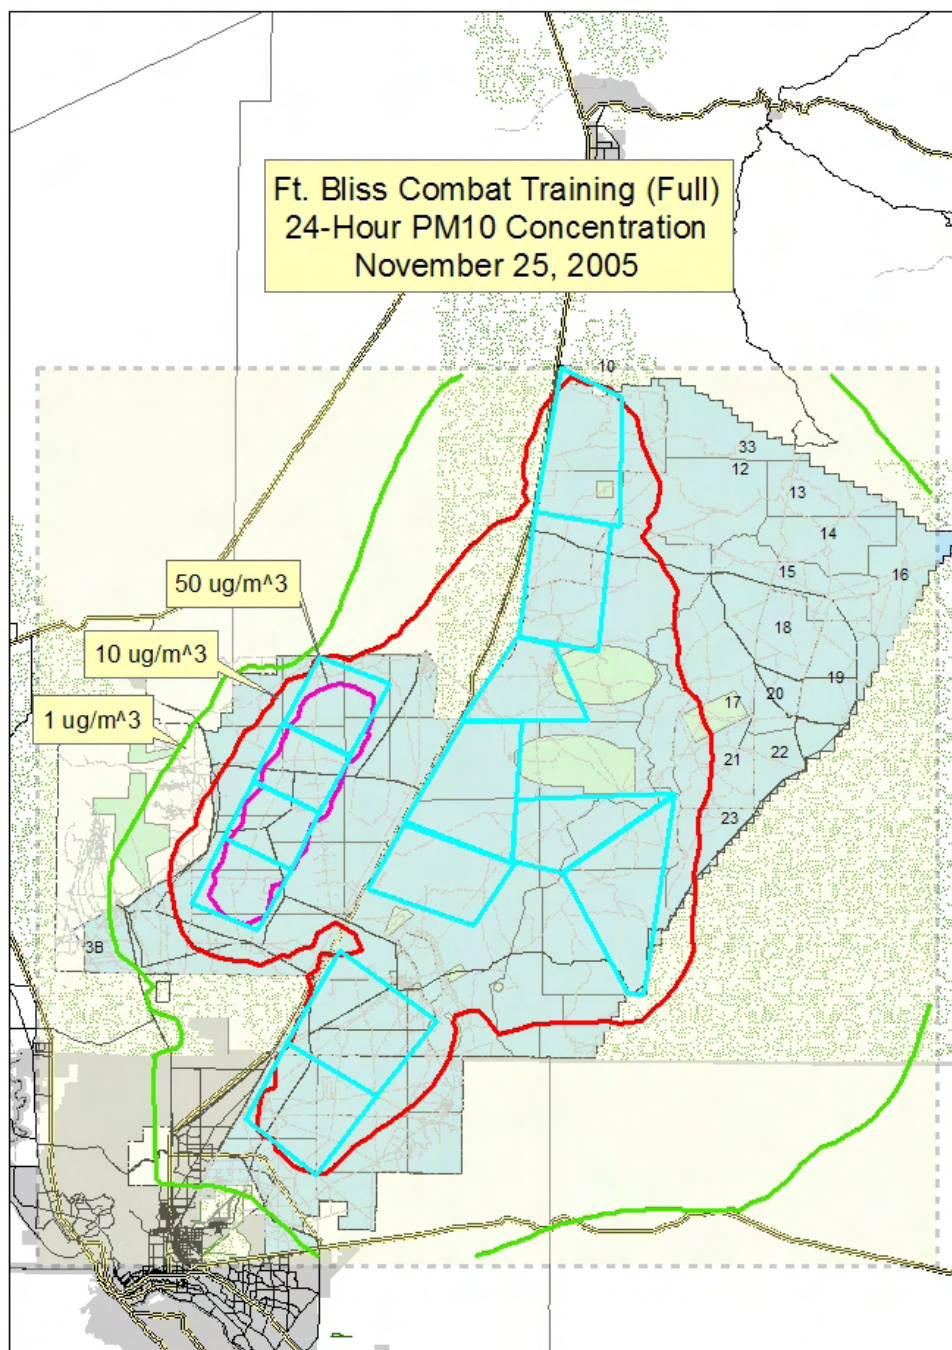 Ft. Bliss Combat Training (Full)
24-Hour PM10 Concentration
November 25, 2005
10
33
12
13
14
15
16
50 ug/m^3
18
10 ug/m^3
19
20
17
1 ug/m^3
21
22
23
3B